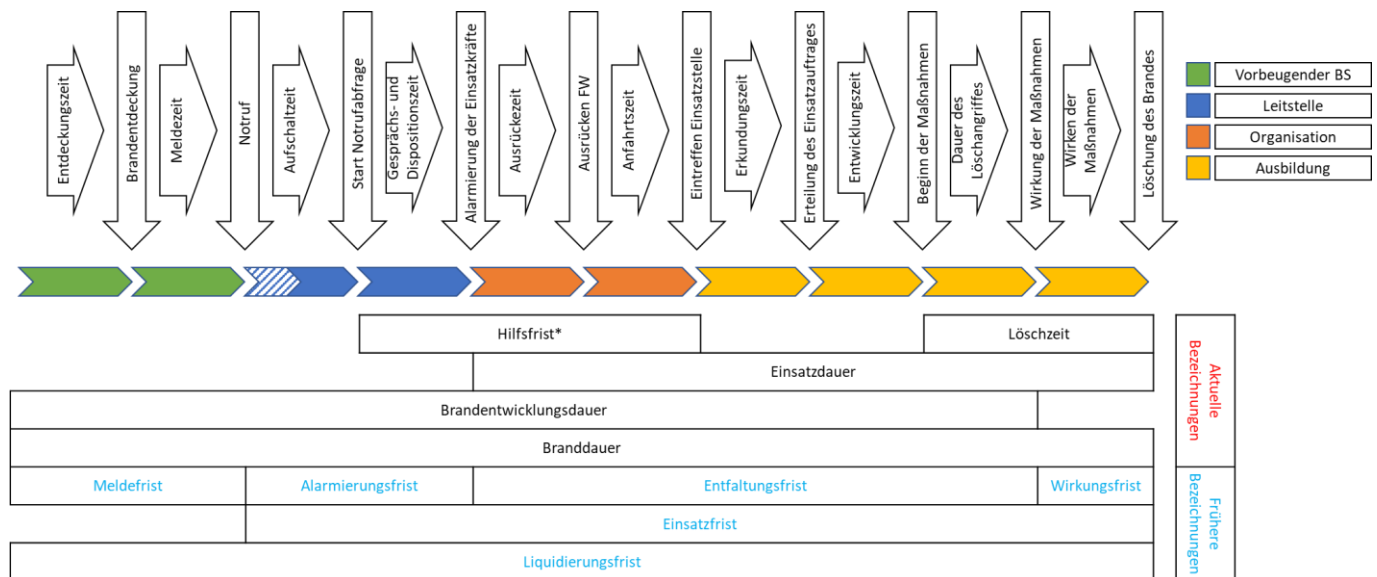 Entdeckungszeit
Brandentdeckung
Meldezeit
Notruf
Aufschaltzeit
Start Notrufabfrage
Gesprächs- und
Dispositionszeit
Alarmierung der Einsatzkräfte
Ausrückezeit
Ausrücken FW
Anfahrtszeit
Eintreffen Einsatzstelle
Erkundungszeit
Erteilung des Einsatzauftrages
Entwicklungszeit
Beginn der Maßnahmen
Dauer des
Löschangriffes
Wirkung der Maßnahmen
Wirken der
Maßnahmen
Löschung des Brandes
Vorbeugender BS
Leitstelle
Organisation
Ausbildung
Hilfsfrist*
Löschzeit
Einsatzdauer
Brandentwicklungsdauer
Branddauer
Aktuelle
Bezeichnungen
Meldefrist
Alarmierungsfrist
Entfaltungsfrist
Wirkungsfrist
Einsatzfrist
Liquidierungsfrist
Frühere
Bezeichnungen